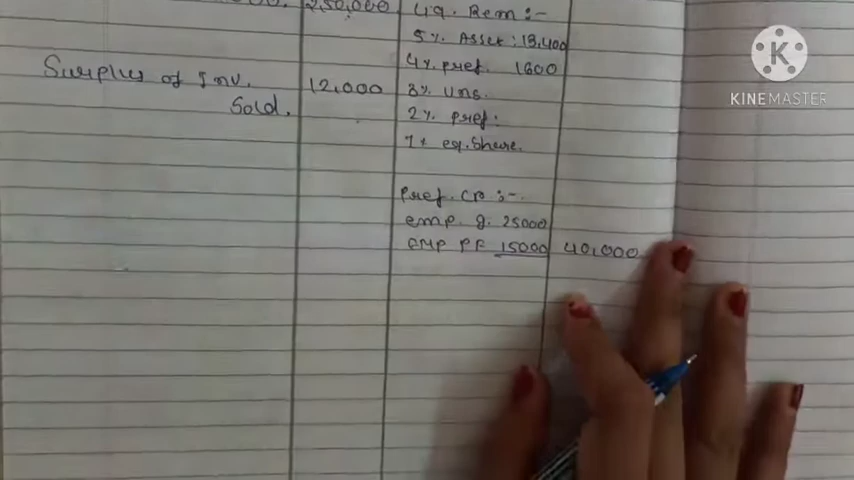 250,000 Liq. Rem :-
5% Asset : 13,400
4% pref. 1600
Surplus of Inv. 12,000 3% Uns.
Sold.
2% pref.
1% eq. Share.
Pref. CR :-
emp. g. 25000
EMP PF 15000 40,000
KINEMASTER